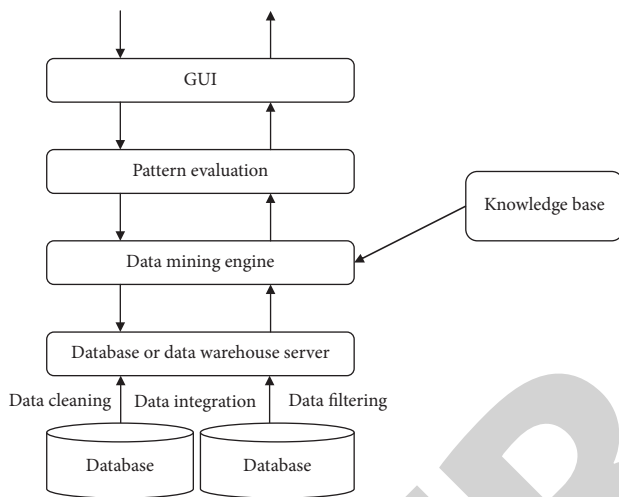 GUI
Pattern evaluation
Knowledge base
Data mining engine
Database or data warehouse server
Data cleaning
Data integration
Data filtering
Database
Database